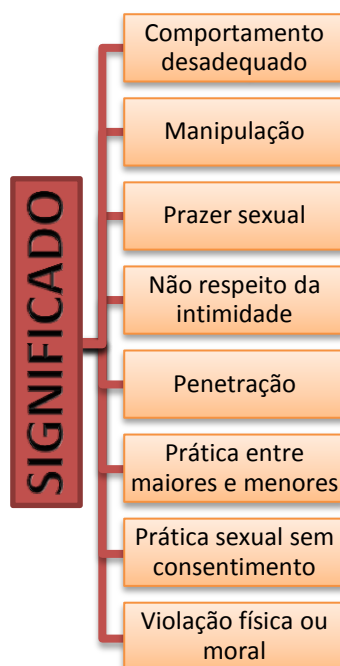 SIGNIFICADO
Comportamento
desadequado
Manipulação
Prazer sexual
Não respeito da
intimidade
Penetração
Prática entre
maiores e menores
Prática sexual sem
consentimento
Violação física ou
moral